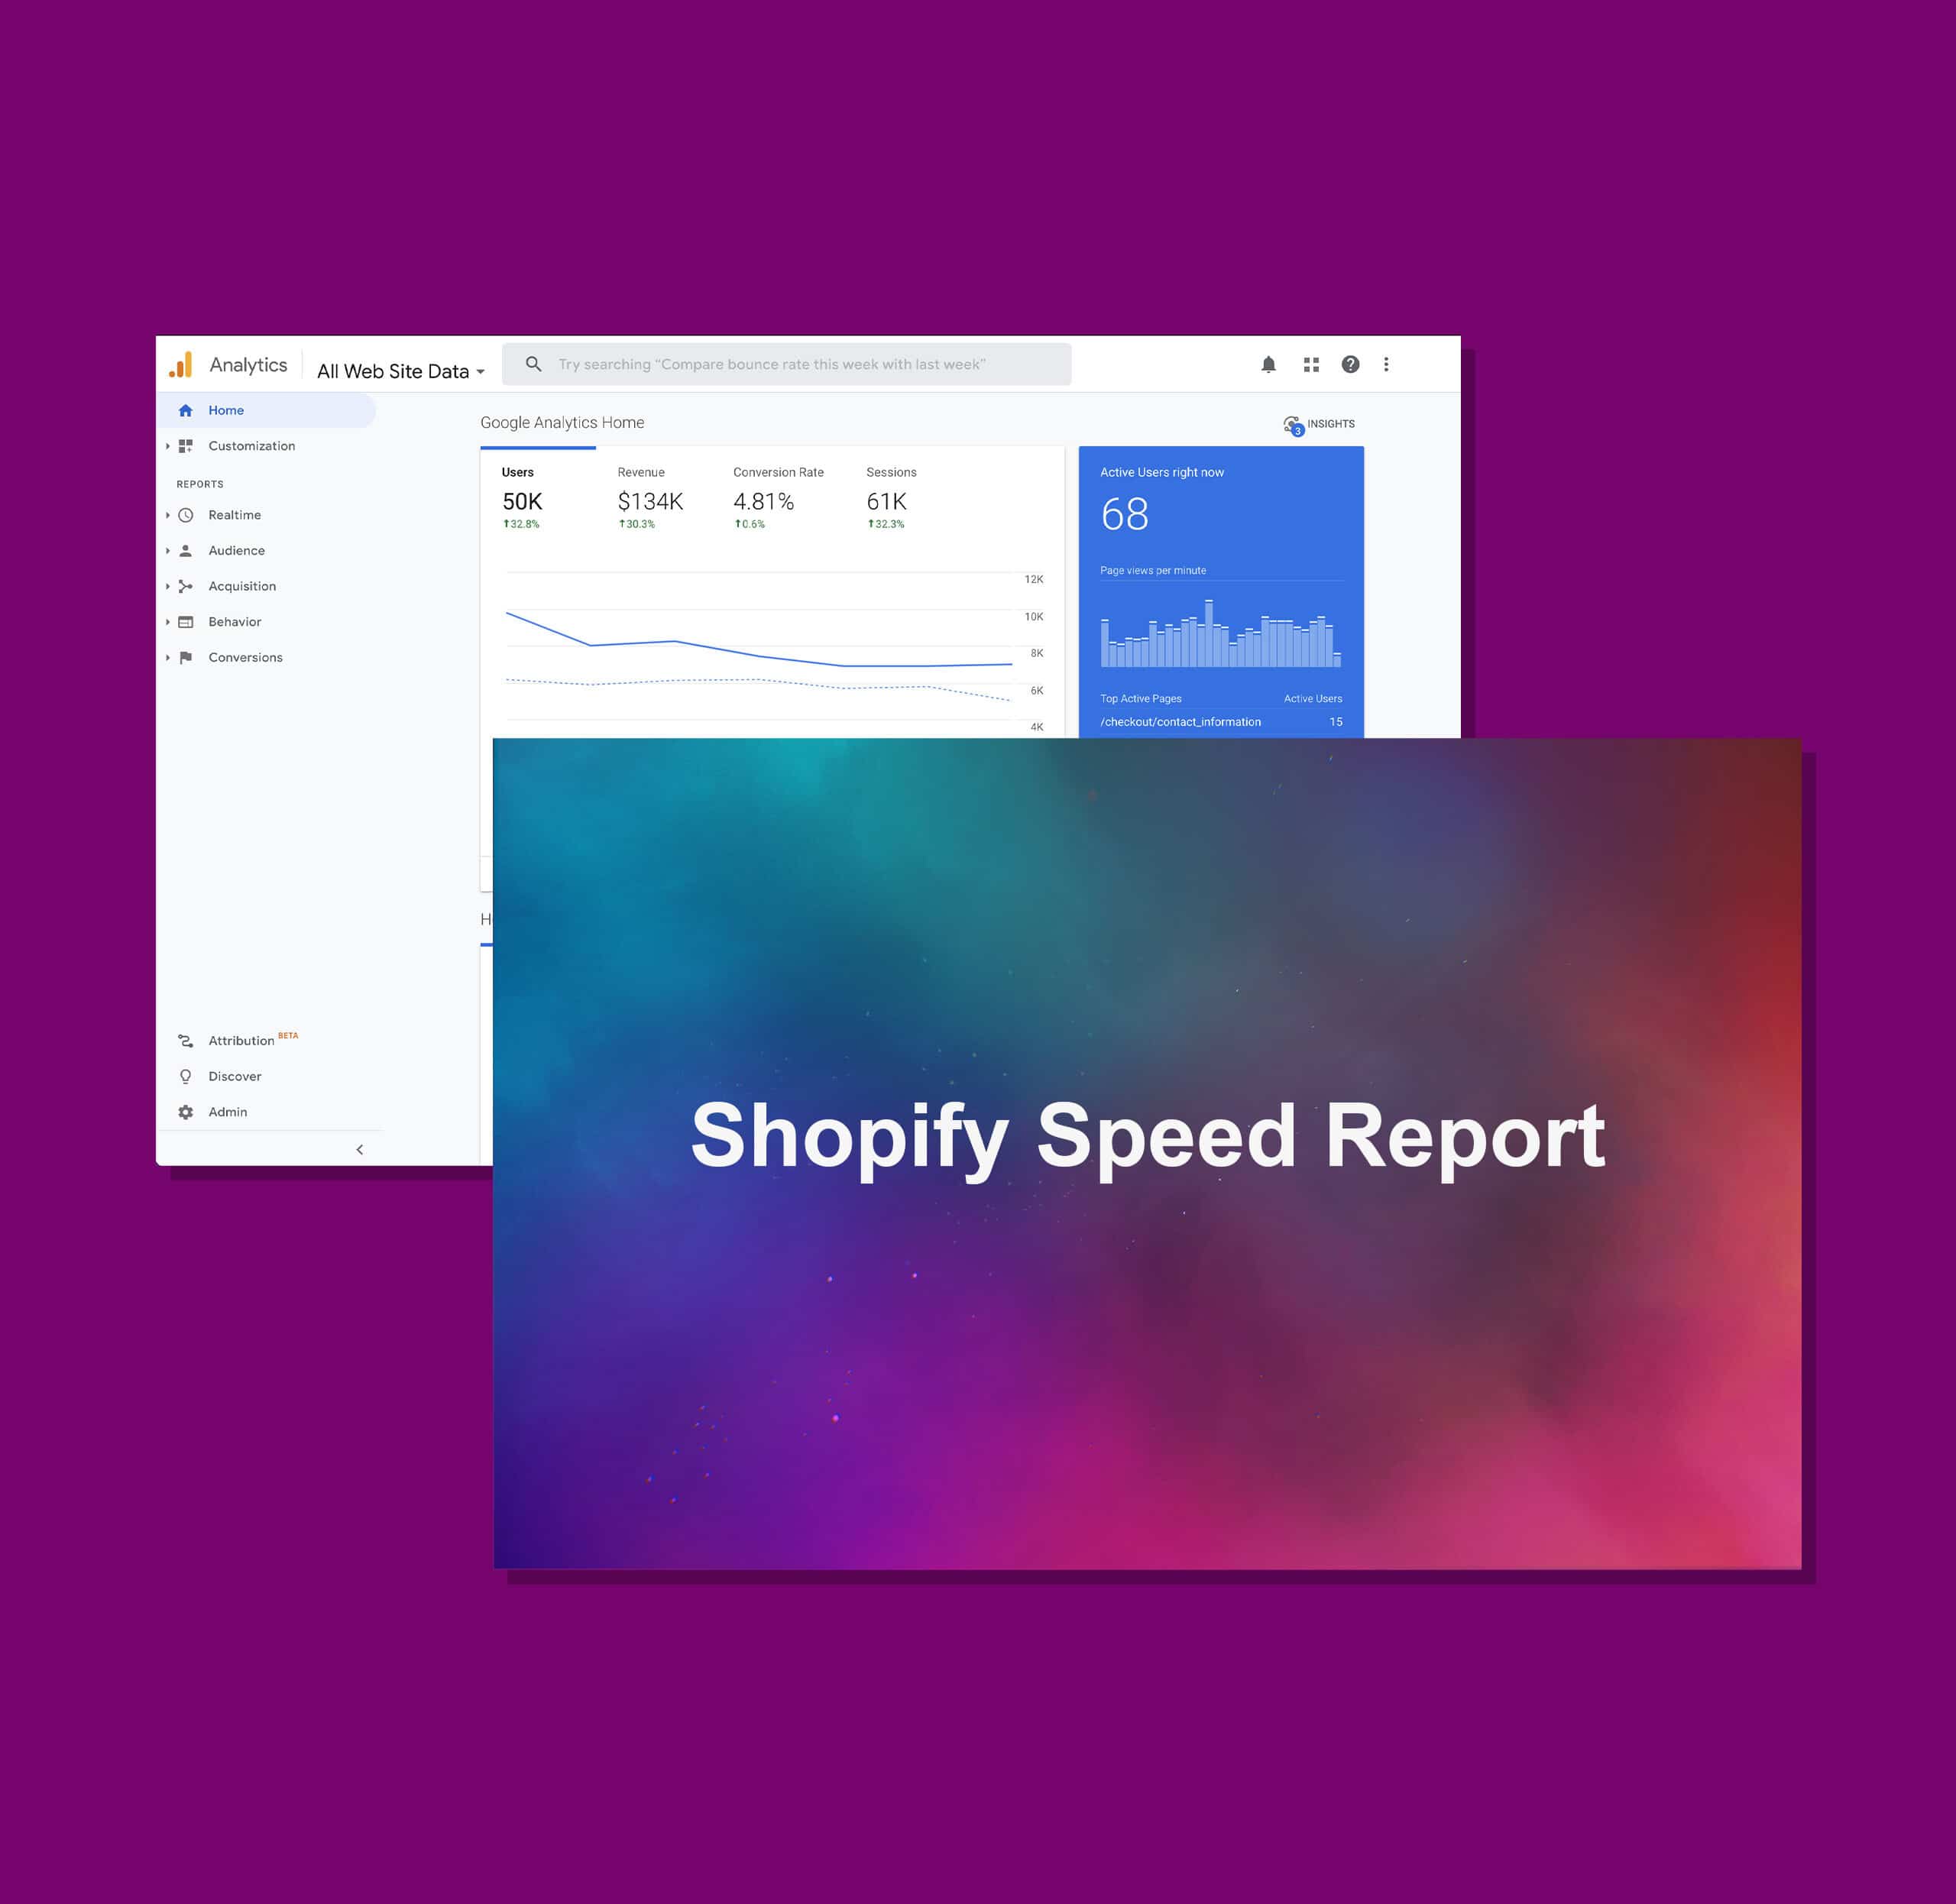 Analytics All Web Site Data Try searching “Compare bounce rate this week with last week”
Home
Customization
REPORTS
Realtime
Audience
Acquisition
Behavior
Conversions
Attribution BETA
Discover
Admin
Google Analytics Home
3 INSIGHTS
Users Revenue Conversion Rate Sessions
50K $134K 4.81% 61K
32.8% 30.3% 0.6% 32.3%
12K
10K
8K
6K
4K
Active Users right now
68
Page views per minute
Top Active Pages Active Users
/checkout/contact_information 15
Shopify Speed Report